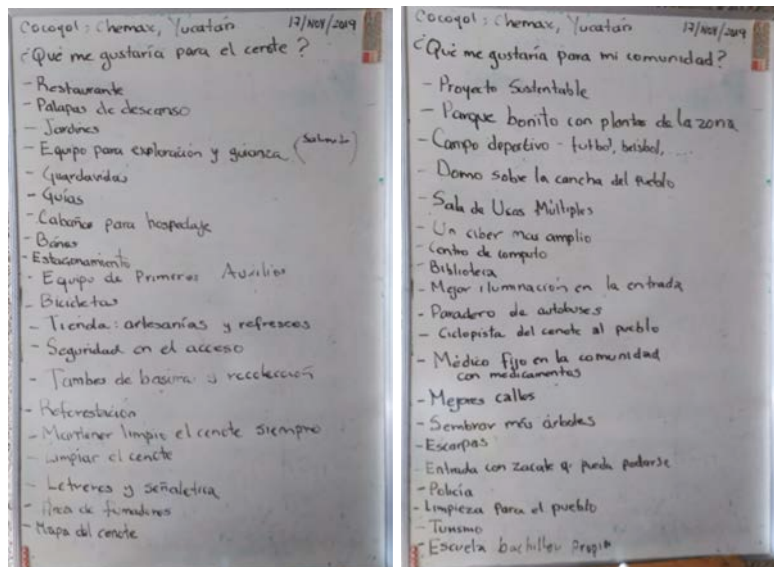 Cocoyol; Chemax, Yucatán 17/NOV/2019
¿Qué me gustaría para el cenote?
- Restaurante
- Palapas de descanso
- Jardines
- Equipo para exploración y guianza
- Guardavidas
- Guías
- Cabañas para hospedaje
- Baños
- Estacionamiento
- Equipo de Primeros Auxilios
- Bicicletas
- Tienda: artesanías y refrescos
- Seguridad en el acceso
- Tambos de basura y recolección
- Reforestación
- Mantener limpio el cenote siempre
- Limpiar el cenote
- Letreros y señaletica
- Area de fumadores
- Mapa del cenote
Cocoyol; Chemax, Yucatán 17/NOV/2019
¿Qué me gustaría para mi comunidad?
- Proyecto Sustentable
- Parque bonito con plantas de la zona
- Campo deportivo - futbol, beisbol, ...
- Domo sobre la cancha del pueblo
- Sala de Usos Múltiples
- Un ciber mas amplio
- Centro de computo
- Biblioteca
- Mejor iluminación en la entrada
- Paradero de autobuses
- Ciclopista del cenote al pueblo
- Médico fijo en la comunidad
con medicamentos
- Mejores calles
- Sembrar más árboles
- Escarpas
- Entrada con zacate q. pueda podarse
- Policía
- Limpieza para el pueblo
- Turismo
- Escuela bachiller propia